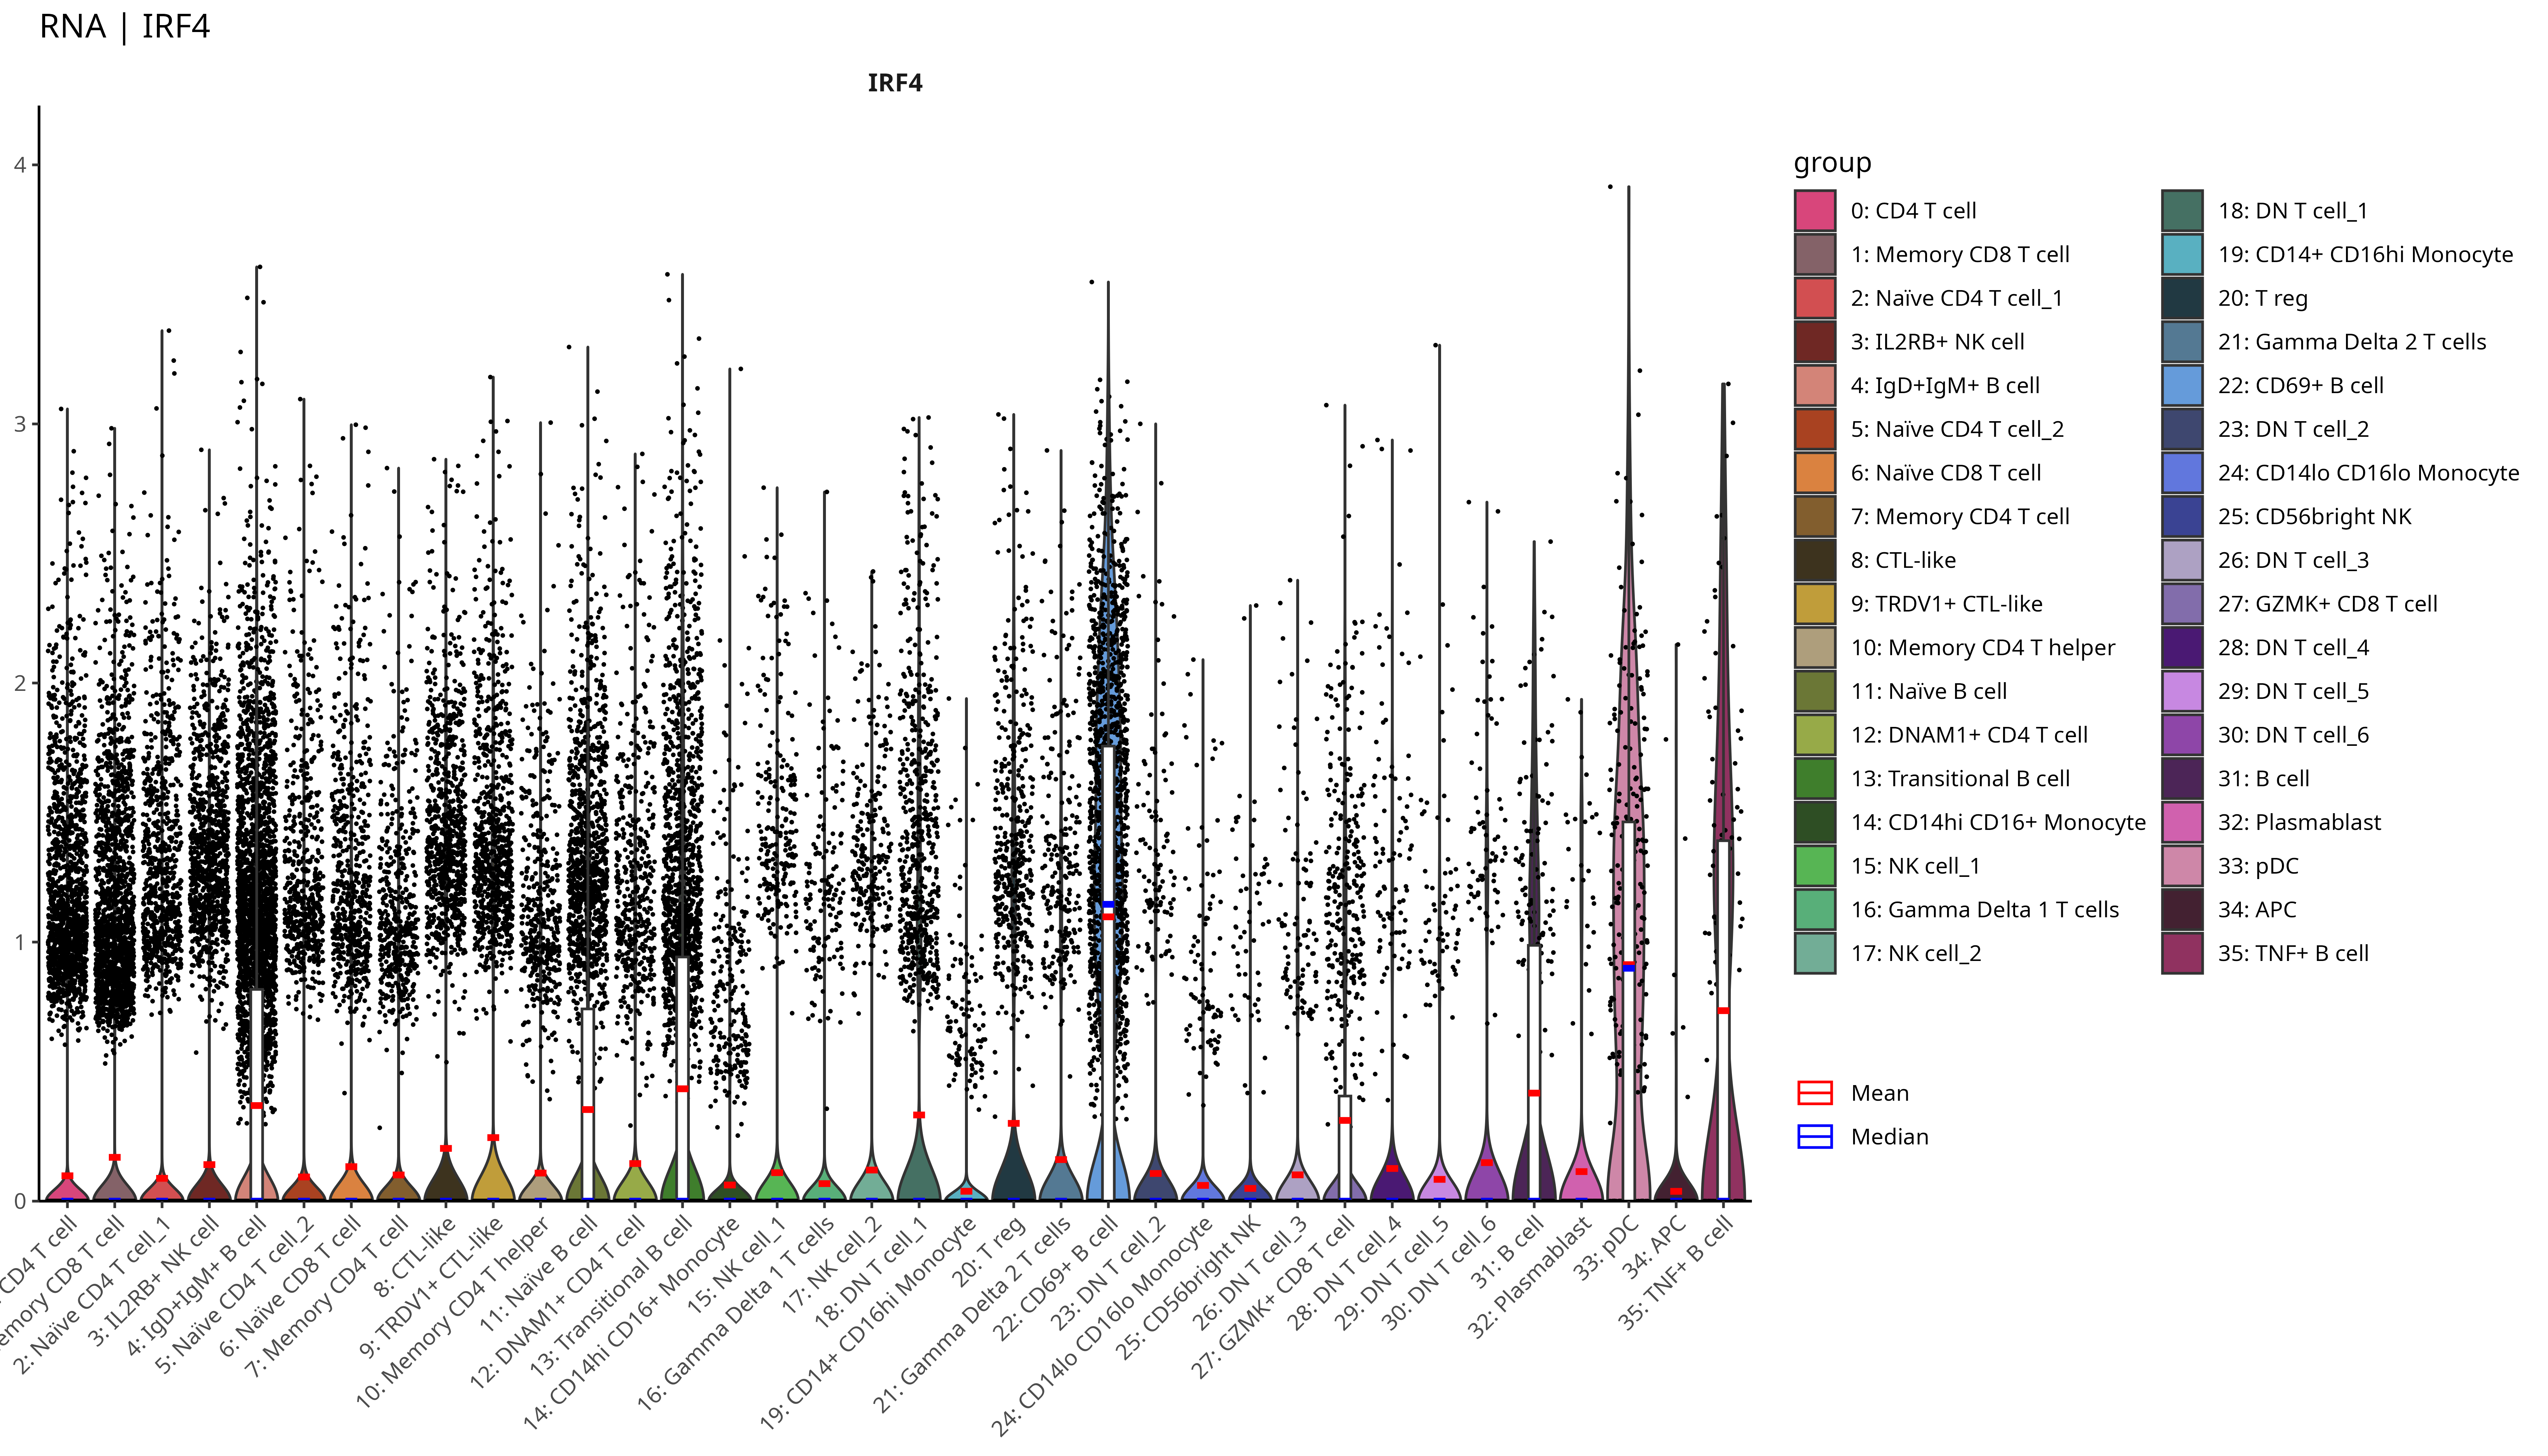 RNA | IRF4
IRF4
4
3
2
1
0
CD4 T cell
CD8 T cell
2: Naïve CD4 T cell_1
3: IL2RB+ NK cell
4: IgD+IgM+ B cell
5: Naïve CD4 T cell_2
6: Naïve CD8 T cell
7: Memory CD4 T cell
8: CTL-like
9: TRDV1+ CTL-like
10: Memory CD4 T helper
11: Naïve B cell
12: DNAM1+ CD4 T cell
13: Transitional B cell
14: CD14hi CD16+ Monocyte
15: NK cell_1
16: Gamma Delta 1 T cells
17: NK cell_2
18: DN T cell_1
19: CD14+ CD16hi Monocyte
20: T reg
21: Gamma Delta 2 T cells
22: CD69+ B cell
23: DN T cell_2
24: CD14lo CD16lo Monocyte
25: CD56bright NK
26: DN T cell_3
27: GZMK+ CD8 T cell
28: DN T cell_4
29: DN T cell_5
30: DN T cell_6
31: B cell
32: Plasmablast
33: pDC
34: APC
35: TNF+ B cell
group
0: CD4 T cell
1: Memory CD8 T cell
2: Naïve CD4 T cell_1
3: IL2RB+ NK cell
4: IgD+IgM+ B cell
5: Naïve CD4 T cell_2
6: Naïve CD8 T cell
7: Memory CD4 T cell
8: CTL-like
9: TRDV1+ CTL-like
10: Memory CD4 T helper
11: Naïve B cell
12: DNAM1+ CD4 T cell
13: Transitional B cell
14: CD14hi CD16+ Monocyte
15: NK cell_1
16: Gamma Delta 1 T cells
17: NK cell_2
18: DN T cell_1
19: CD14+ CD16hi Monocyte
20: T reg
21: Gamma Delta 2 T cells
22: CD69+ B cell
23: DN T cell_2
24: CD14lo CD16lo Monocyte
25: CD56bright NK
26: DN T cell_3
27: GZMK+ CD8 T cell
28: DN T cell_4
29: DN T cell_5
30: DN T cell_6
31: B cell
32: Plasmablast
33: pDC
34: APC
35: TNF+ B cell
Mean
Median